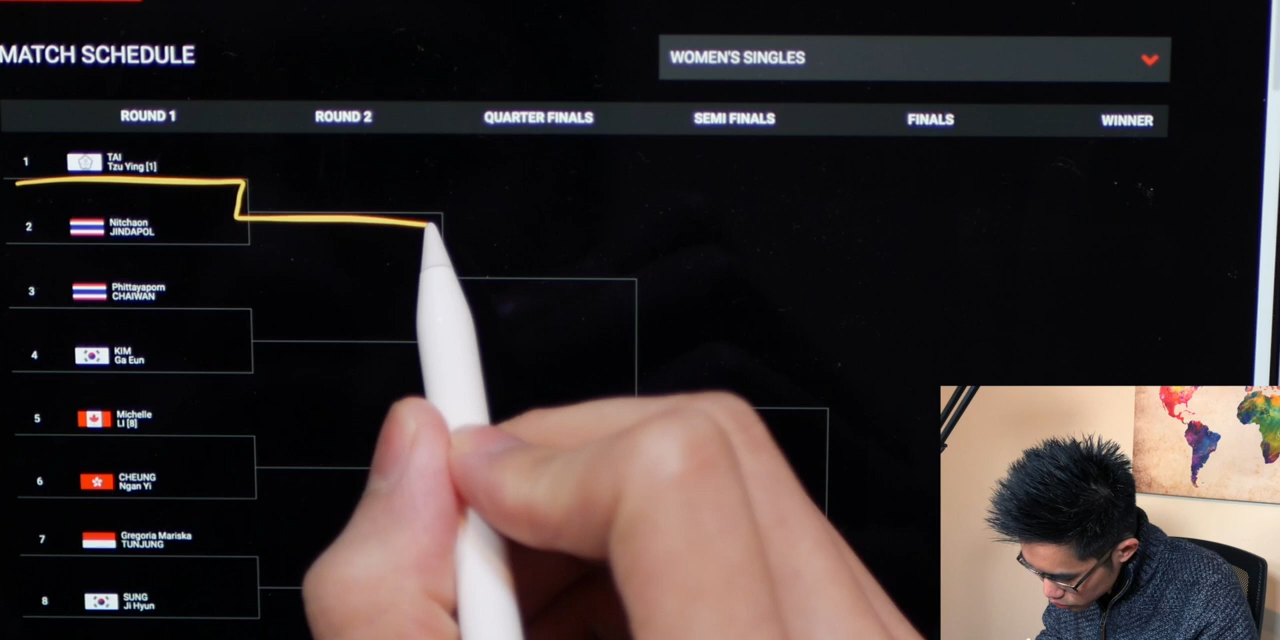 MATCH SCHEDULE
WOMEN'S SINGLES
ROUND 1 ROUND 2 QUARTER FINALS SEMI FINALS FINALS WINNER
1 TAI
Tzu Ying [1]
2 Nitchaon
JINDAPOL
3 Phittayaporn
CHAIWAN
4 KIM
Ga Eun
5 Michelle
LI [8]
6 CHEUNG
Ngan Yi
7 Gregoria Mariska
TUNJUNG
8 SUNG
Ji Hyun